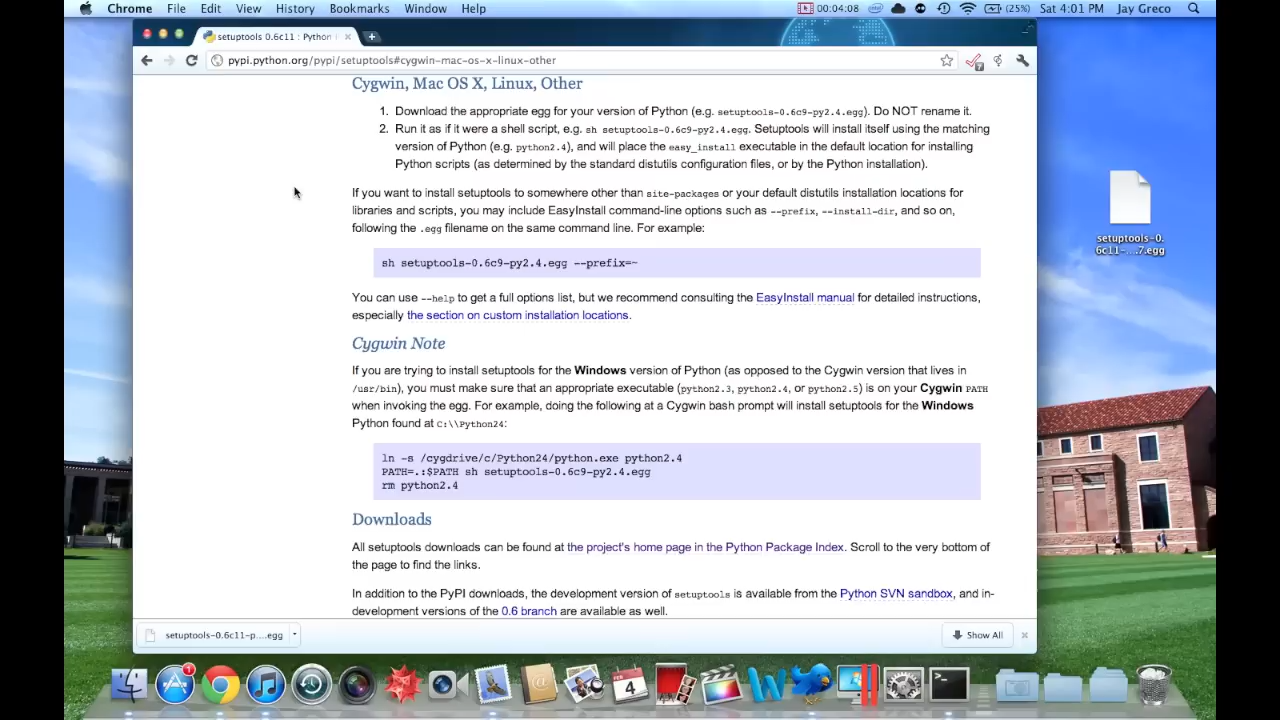 Chrome File Edit View History Bookmarks Window Help 00:04:08 (25%) Sat 4:01 PM Jay Greco
setuptools 0.6c11 : Python
pypi.python.org/pypi/setuptools#cygwin-mac-os-x-linux-other
Cygwin, Mac OS X, Linux, Other
1. Download the appropriate egg for your version of Python (e.g. setuptools-0.6c9-py2.4.egg). Do NOT rename it.
2. Run it as if it were a shell script, e.g. sh setuptools-0.6c9-py2.4.egg. Setuptools will install itself using the matching
version of Python (e.g. python2.4), and will place the easy_install executable in the default location for installing
Python scripts (as determined by the standard distutils configuration files, or by the Python installation).
If you want to install setuptools to somewhere other than site-packages or your default distutils installation locations for
libraries and scripts, you may include EasyInstall command-line options such as --prefix, --install-dir, and so on,
following the .egg filename on the same command line. For example:
sh setuptools-0.6c9-py2.4.egg --prefix=~
You can use --help to get a full options list, but we recommend consulting the EasyInstall manual for detailed instructions,
especially the section on custom installation locations.
Cygwin Note
If you are trying to install setuptools for the Windows version of Python (as opposed to the Cygwin version that lives in
/usr/bin), you must make sure that an appropriate executable (python2.3, python2.4, or python2.5) is on your Cygwin PATH
when invoking the egg. For example, doing the following at a Cygwin bash prompt will install setuptools for the Windows
Python found at C:\\Python24:
ln -s /cygdrive/c/Python24/python.exe python2.4
PATH=.:$PATH sh setuptools-0.6c9-py2.4.egg
rm python2.4
Downloads
All setuptools downloads can be found at the project's home page in the Python Package Index. Scroll to the very bottom of
the page to find the links.
In addition to the PyPI downloads, the development version of setuptools is available from the Python SVN sandbox, and in-
development versions of the 0.6 branch are available as well.
setuptools-0.6c11-p....egg
Show All
setuptools-0.
6c11-...7.egg
1
4